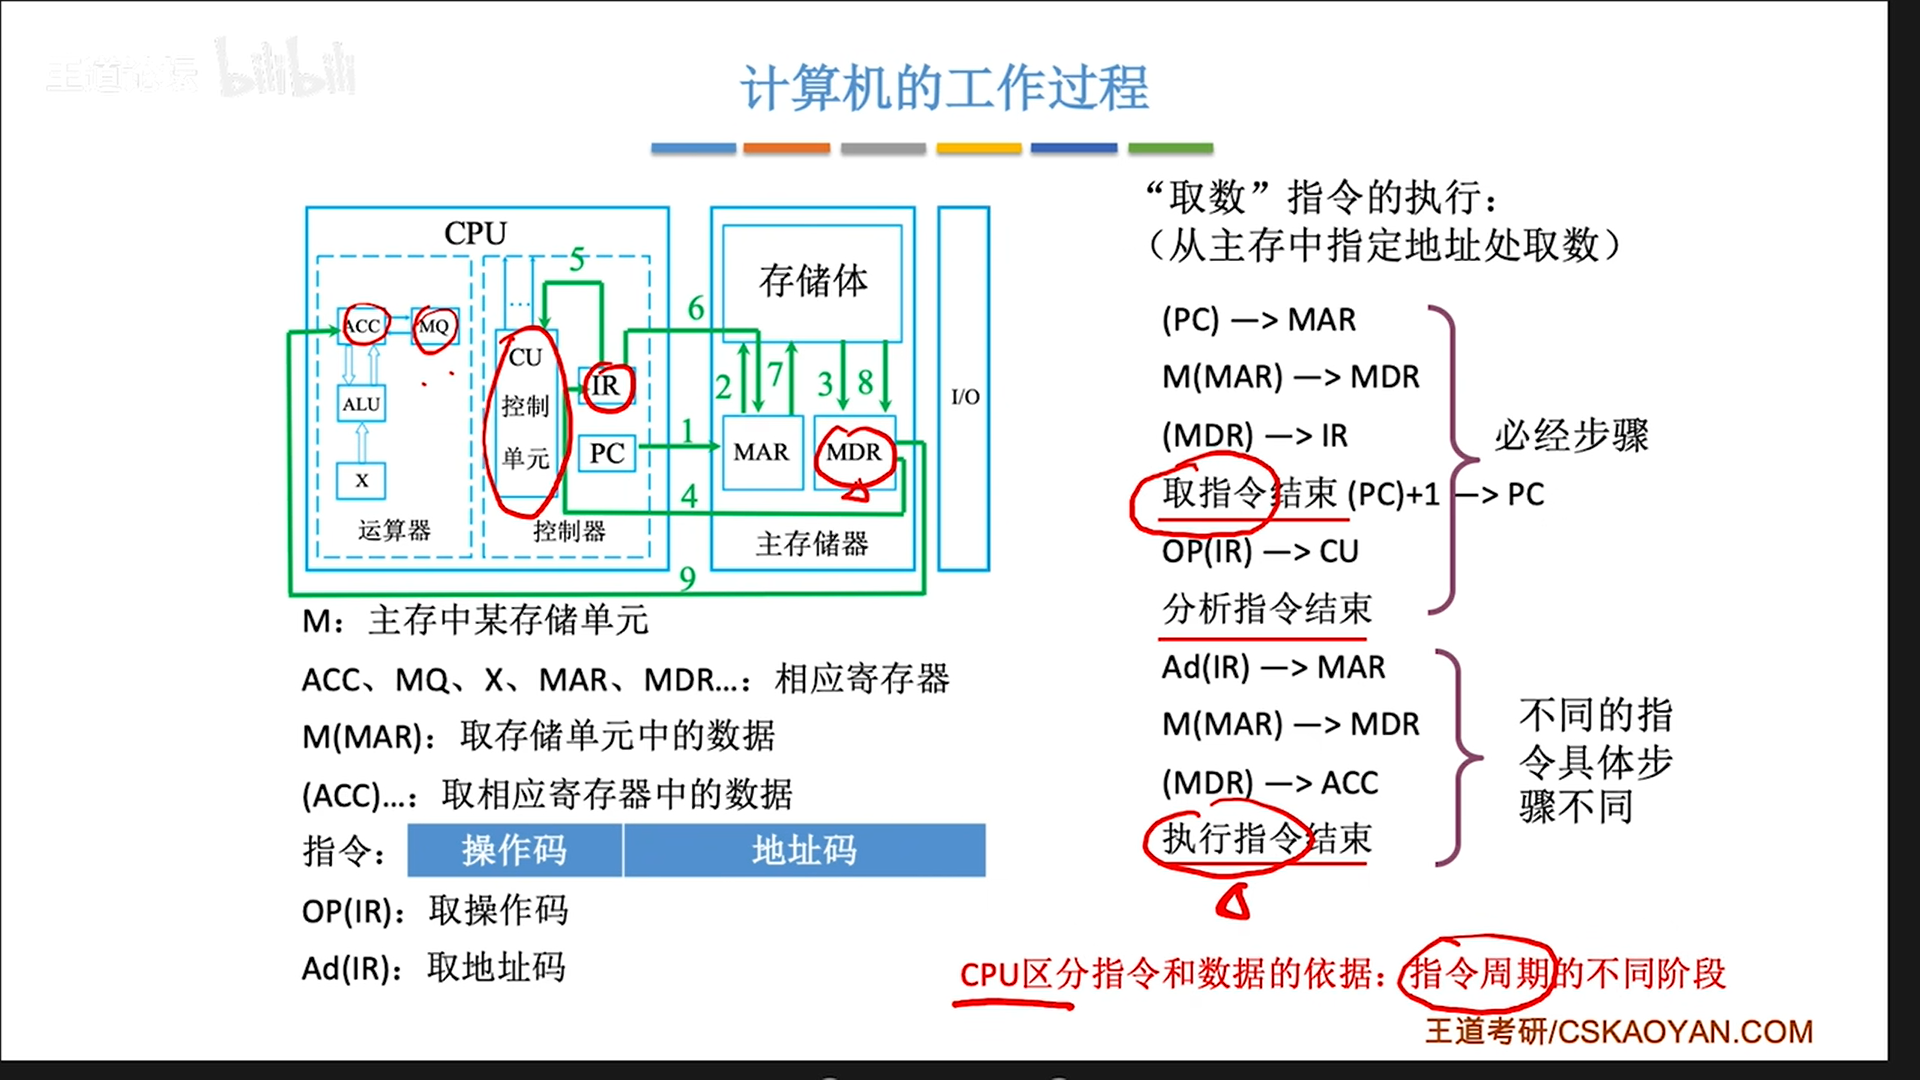 王道论坛 bilibili
计算机的工作过程
CPU
5
ACC
MQ
...
CU
控制
单元
IR
PC
ALU
X
运算器
控制器
6
1
4
9
存储体
2
7
3
8
MAR
MDR
主存储器
I/O
M：主存中某存储单元
ACC、MQ、X、MAR、MDR...：相应寄存器
M(MAR)：取存储单元中的数据
(ACC)...：取相应寄存器中的数据
指令：操作码 地址码
OP(IR)：取操作码
Ad(IR)：取地址码
“取数”指令的执行：
（从主存中指定地址处取数）
(PC) —> MAR
M(MAR) —> MDR
(MDR) —> IR
取指令结束 (PC)+1 —> PC
OP(IR) —> CU
分析指令结束
必经步骤
Ad(IR) —> MAR
M(MAR) —> MDR
(MDR) —> ACC
执行指令结束
不同的指
令具体步
骤不同
CPU区分指令和数据的依据：指令周期的不同阶段
王道考研/CSKAOYAN.COM